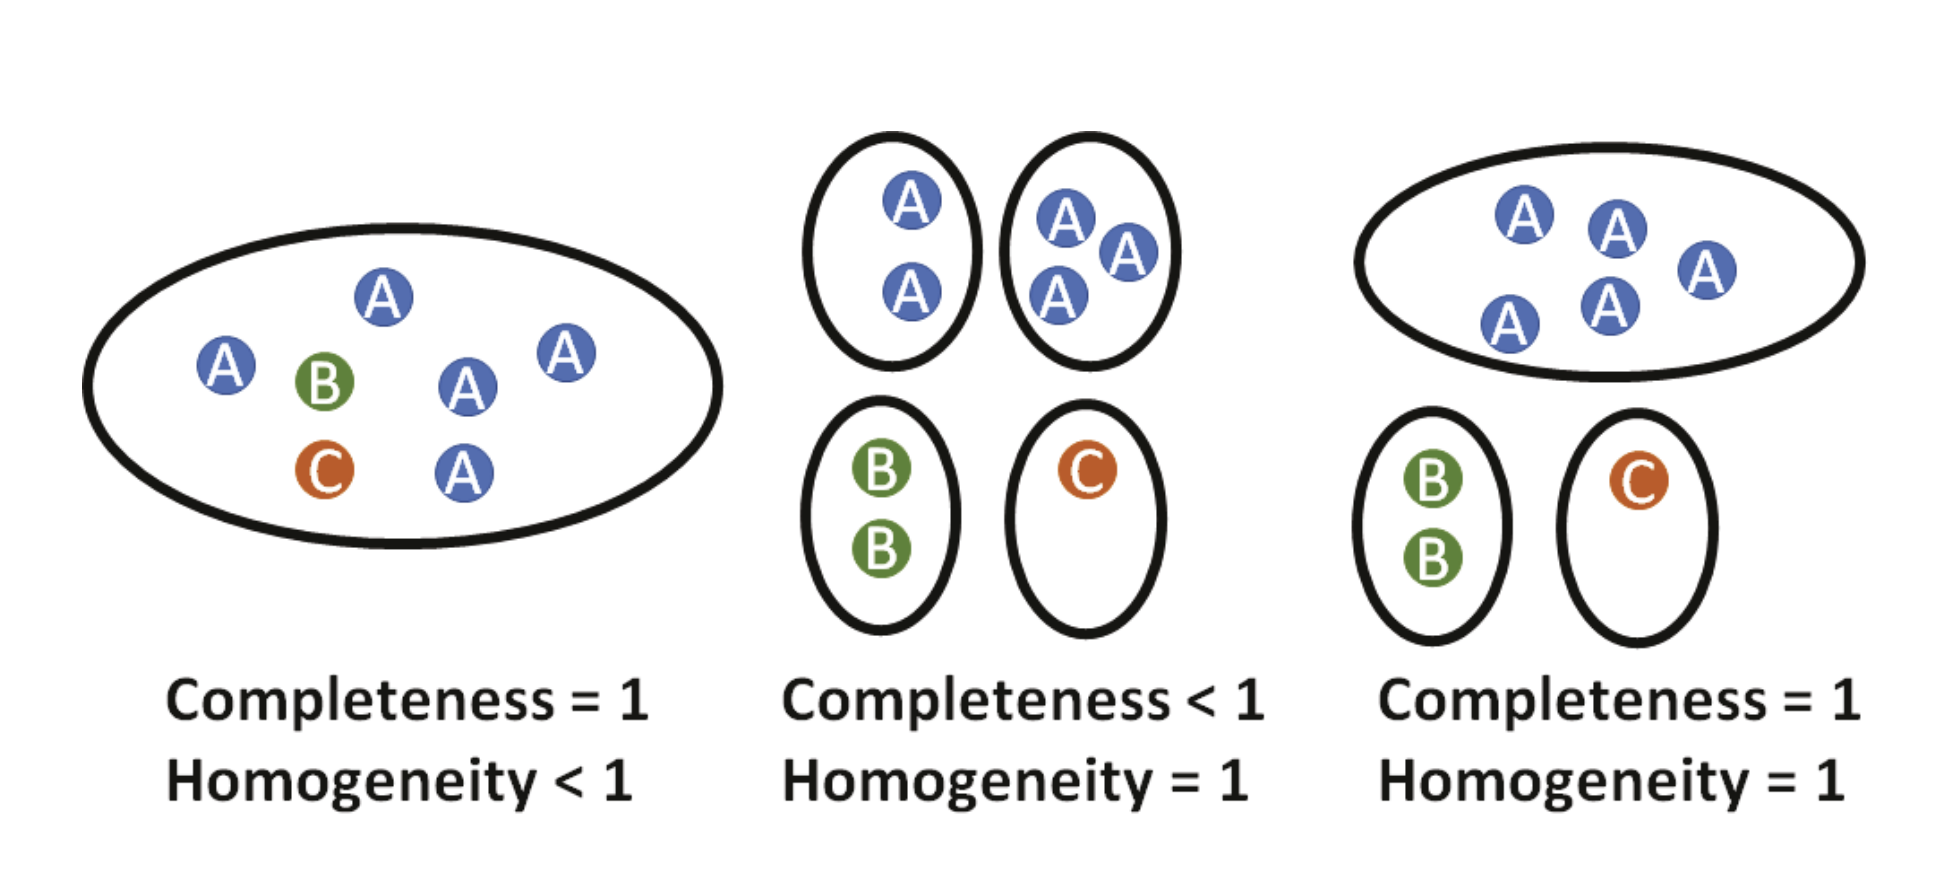 A
A
A
B
A
C
A
A
A
A
A
A
B
B
C
A
A
A
A
A
B
B
C
Completeness = 1
Homogeneity < 1
Completeness < 1
Homogeneity = 1
Completeness = 1
Homogeneity = 1